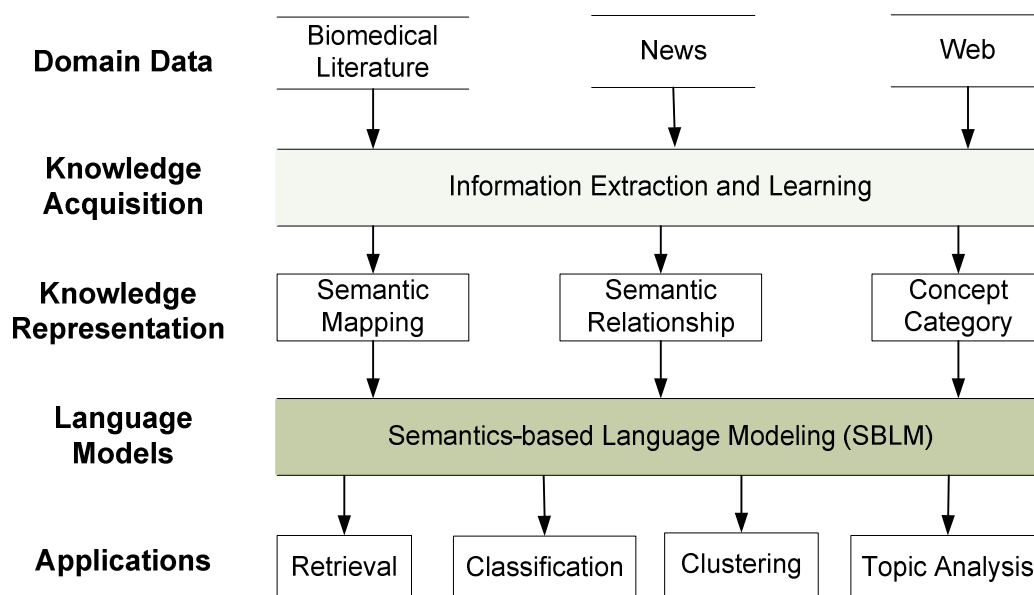 Domain Data
Biomedical
Literature
News
Web
Knowledge
Acquisition
Information Extraction and Learning
Knowledge
Representation
Semantic
Mapping
Semantic
Relationship
Concept
Category
Language
Models
Semantics-based Language Modeling (SBLM)
Applications
Retrieval
Classification
Clustering
Topic Analysis